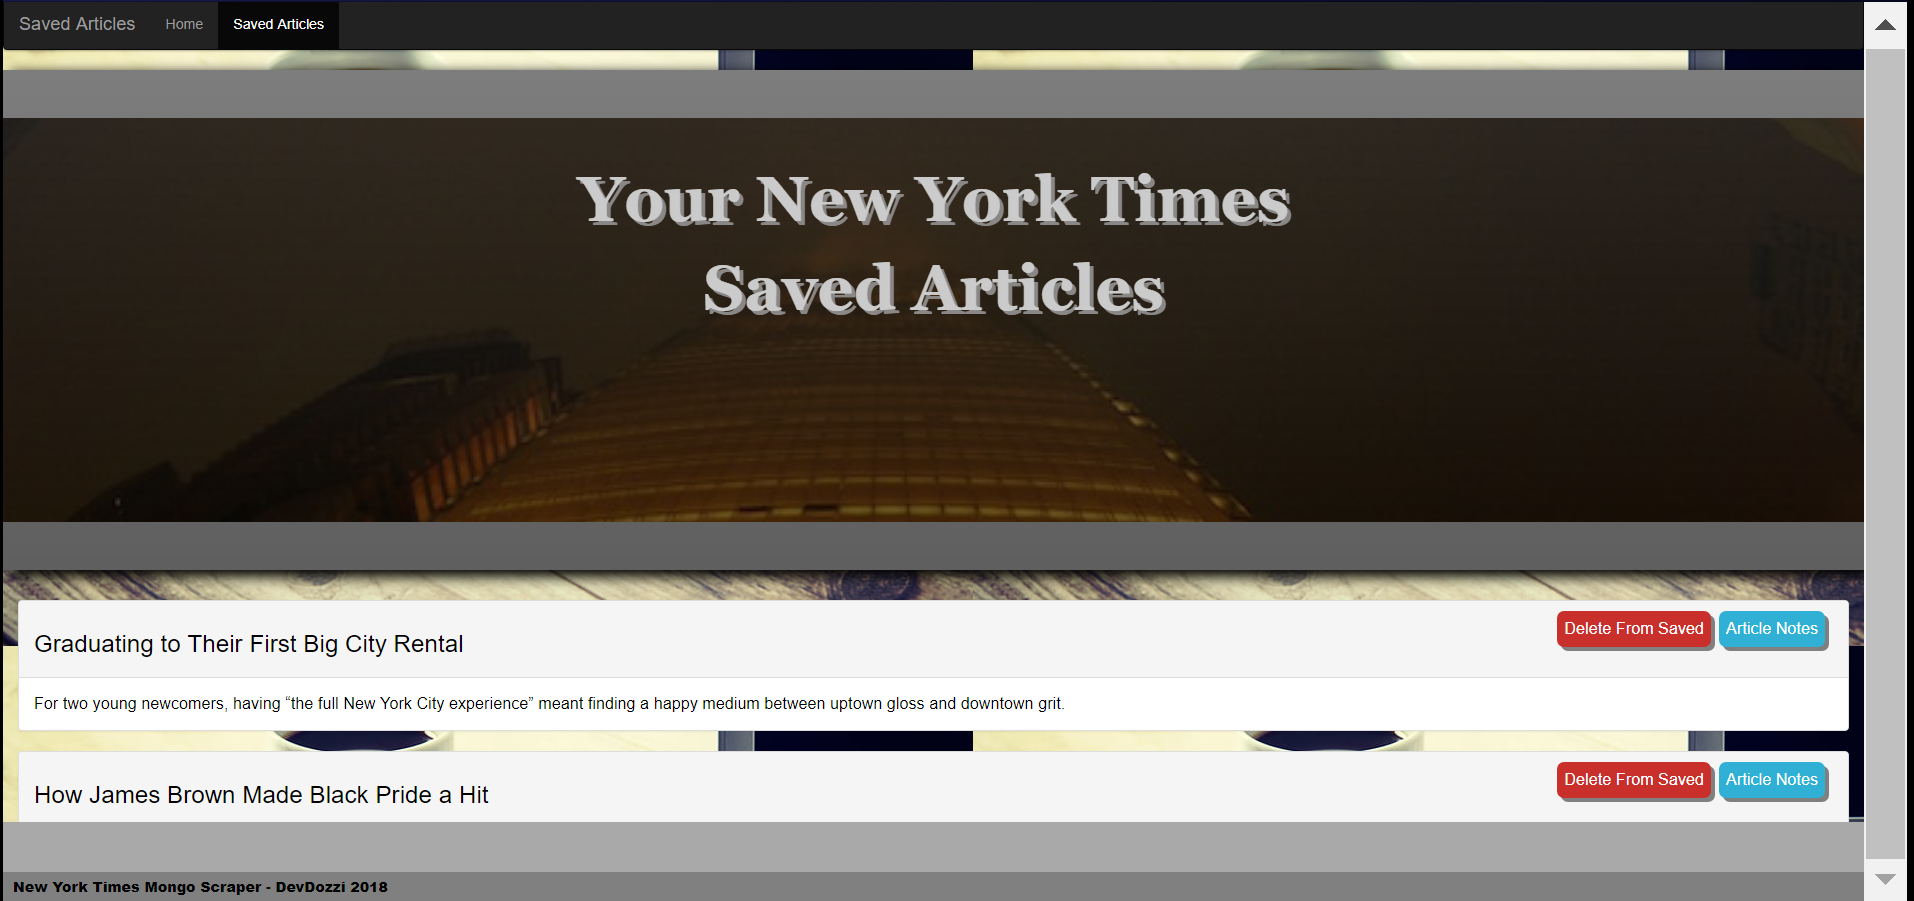 Saved Articles Home Saved Articles
Your New York Times
Saved Articles
Graduating to Their First Big City Rental
Delete From Saved Article Notes
For two young newcomers, having “the full New York City experience” meant finding a happy medium between uptown gloss and downtown grit.
How James Brown Made Black Pride a Hit
Delete From Saved Article Notes
New York Times Mongo Scraper - DevDozzi 2018